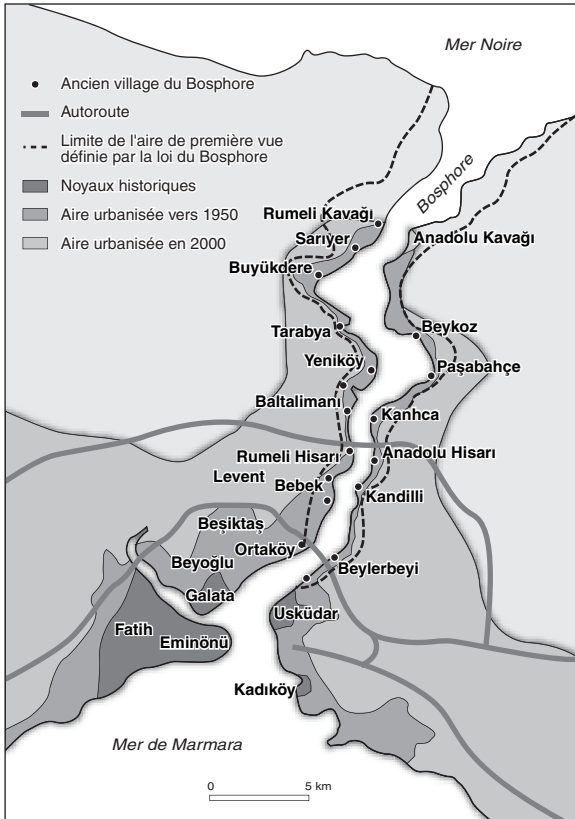 Mer Noire
Ancien village du Bosphore
Autoroute
Limite de l'aire de première vue
définie par la loi du Bosphore
Noyaux historiques
Aire urbanisée vers 1950
Aire urbanisée en 2000
Bosphore
Rumeli Kavağı
Sarıyer
Anadolu Kavağı
Buyükdere
Tarabya
Beykoz
Yeniköy
Paşabahçe
Baltalimanı
Kanhca
Rumeli Hisarı
Anadolu Hisarı
Levent
Bebek
Kandilli
Beşiktaş
Ortaköy
Beyoğlu
Beylerbeyi
Galata
Usküdar
Fatih
Eminönü
Kadıköy
Mer de Marmara
0 5 km